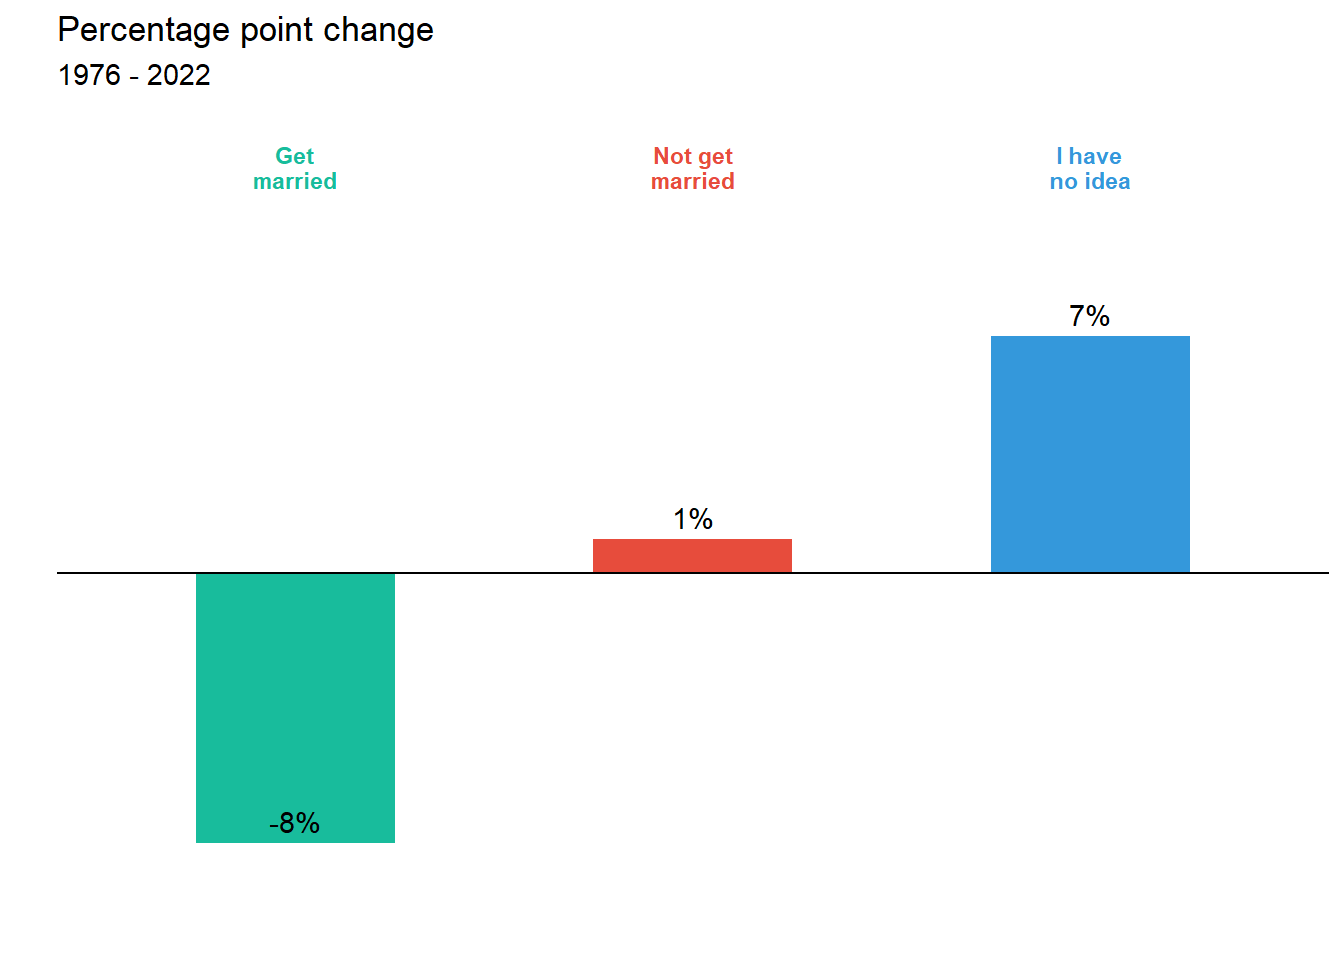 Percentage point change
1976 - 2022
Get
married
Not get
married
I have
no idea
7%
1%
-8%